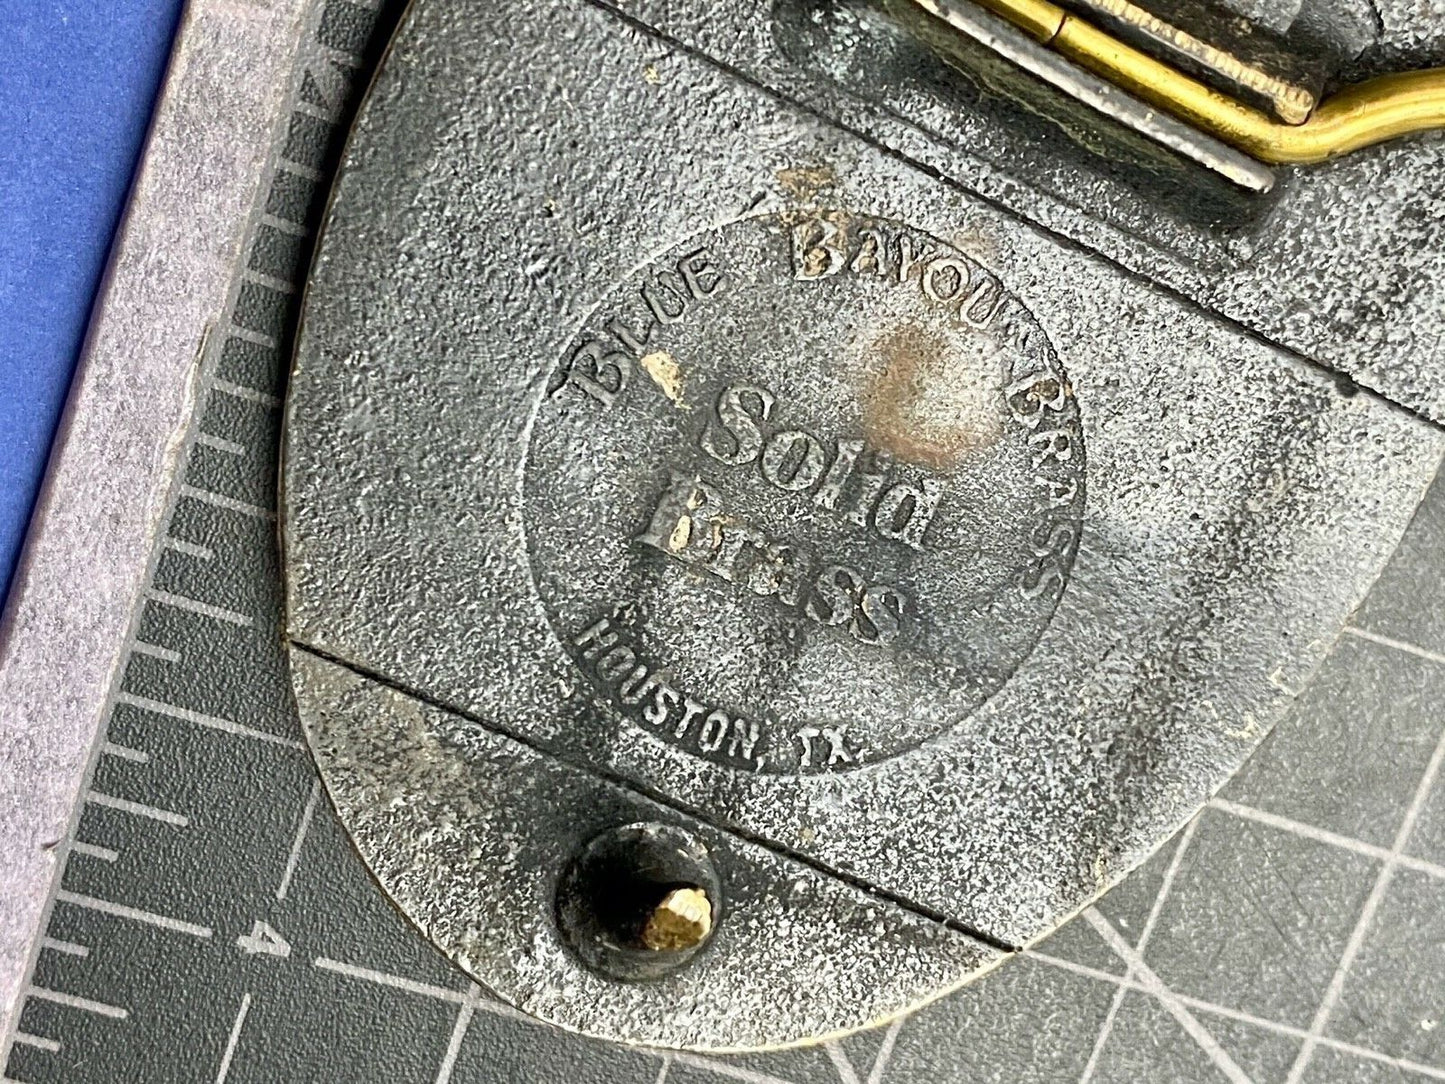 BLUE BAYOU BRASS
Solid
Brass
HOUSTON, TX.
4